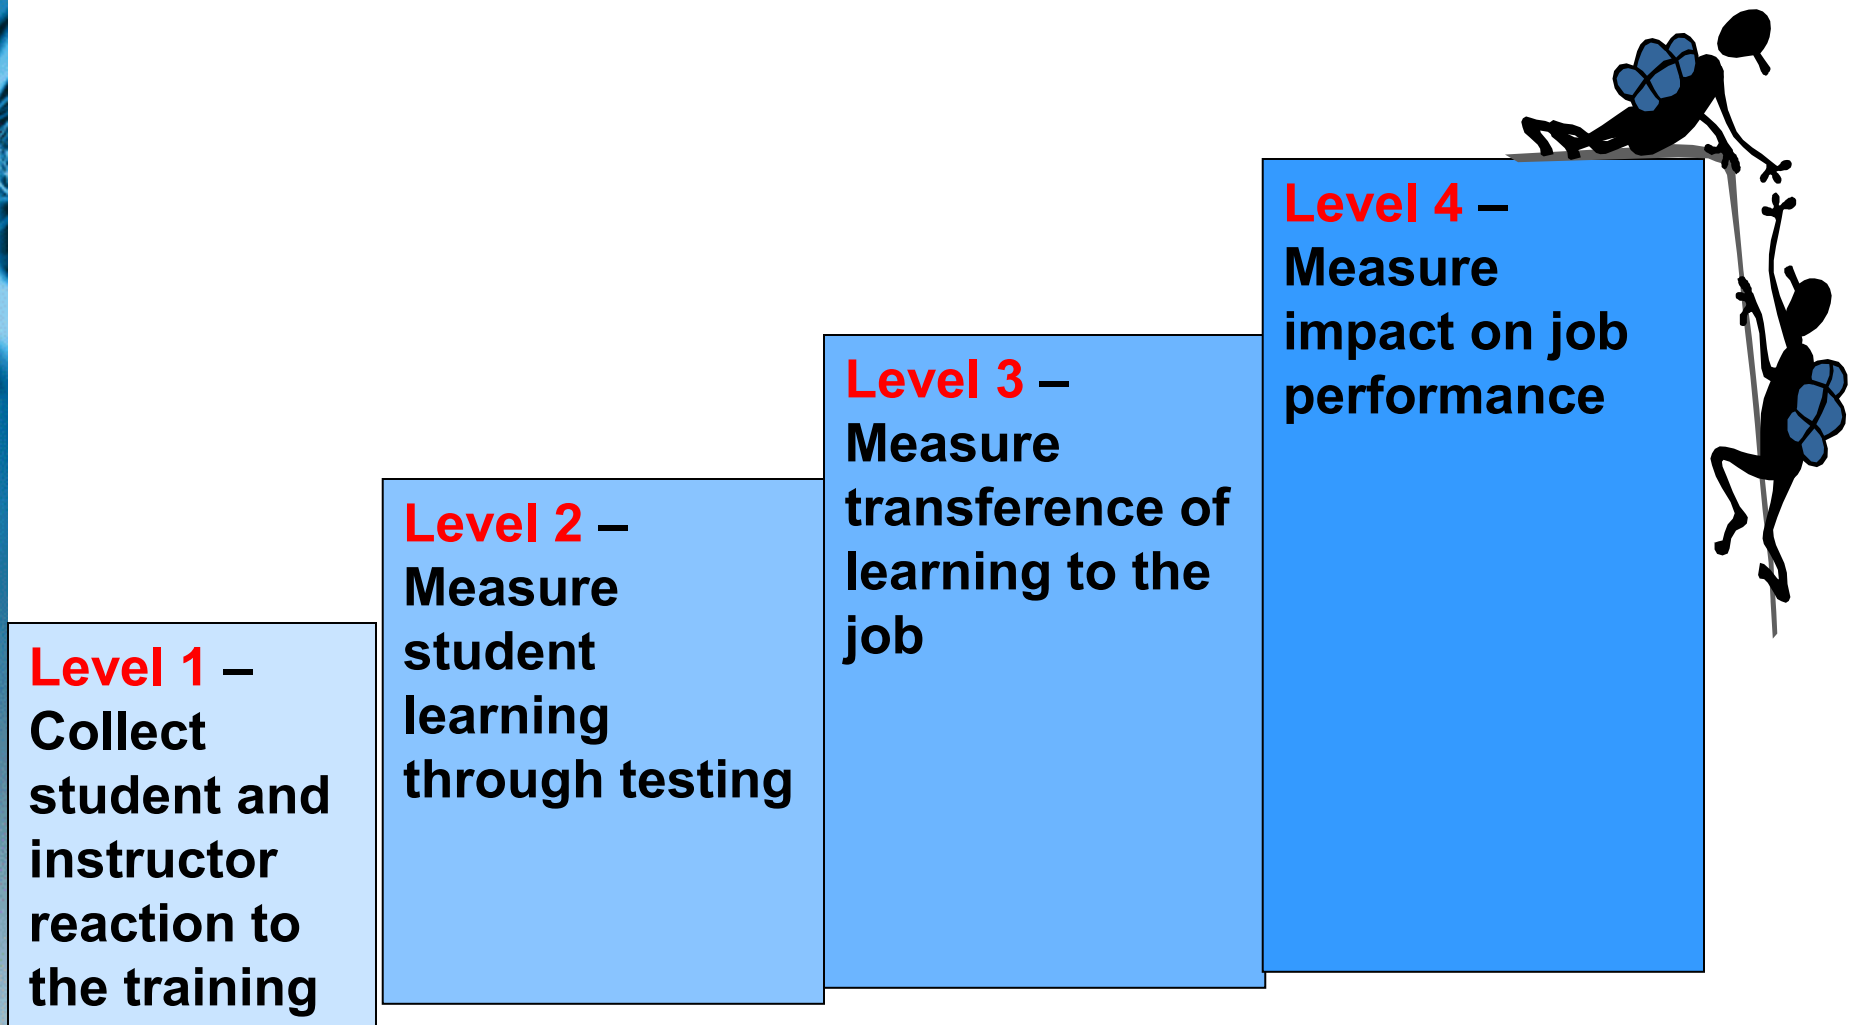 Level 1 –
Collect
student and
instructor
reaction to
the training
Level 2 –
Measure
student
learning
through testing
Level 3 –
Measure
transference of
learning to the
job
Level 4 –
Measure
impact on job
performance